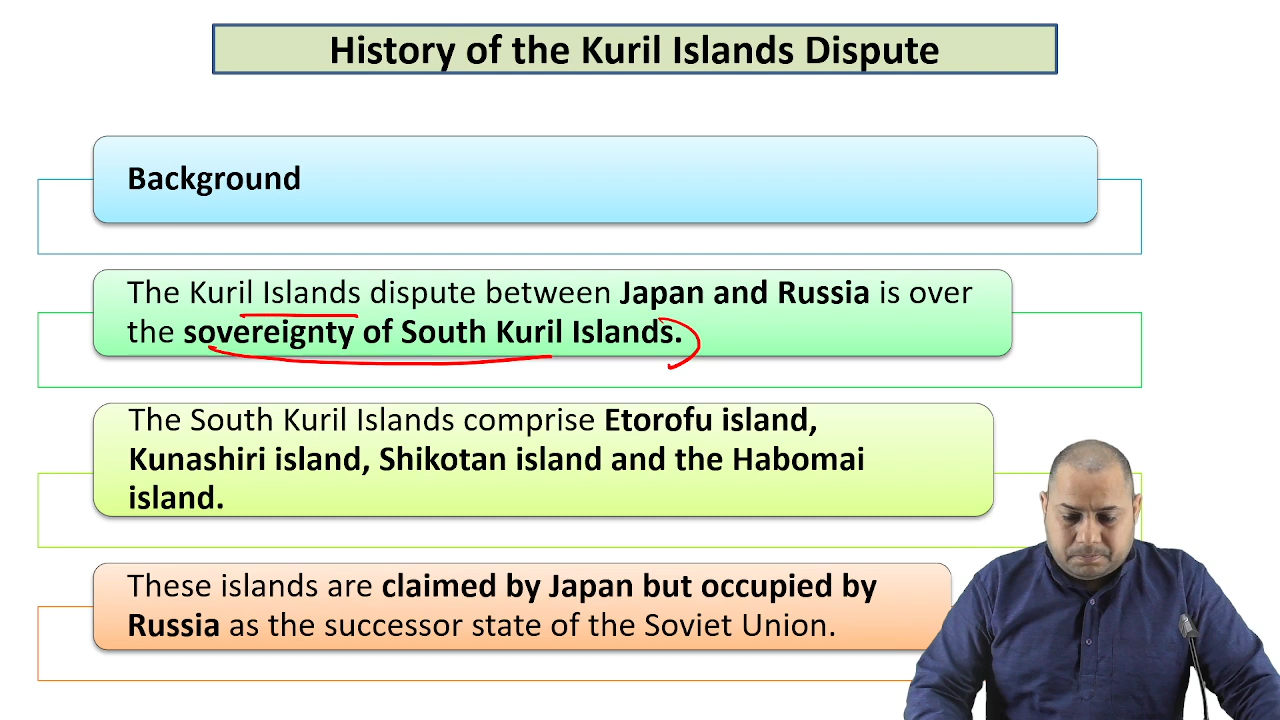 History of the Kuril Islands Dispute
Background
The Kuril Islands dispute between Japan and Russia is over
the sovereignty of South Kuril Islands.
The South Kuril Islands comprise Etorofu island,
Kunashiri island, Shikotan island and the Habomai
island.
These islands are claimed by Japan but occupied by
Russia as the successor state of the Soviet Union.